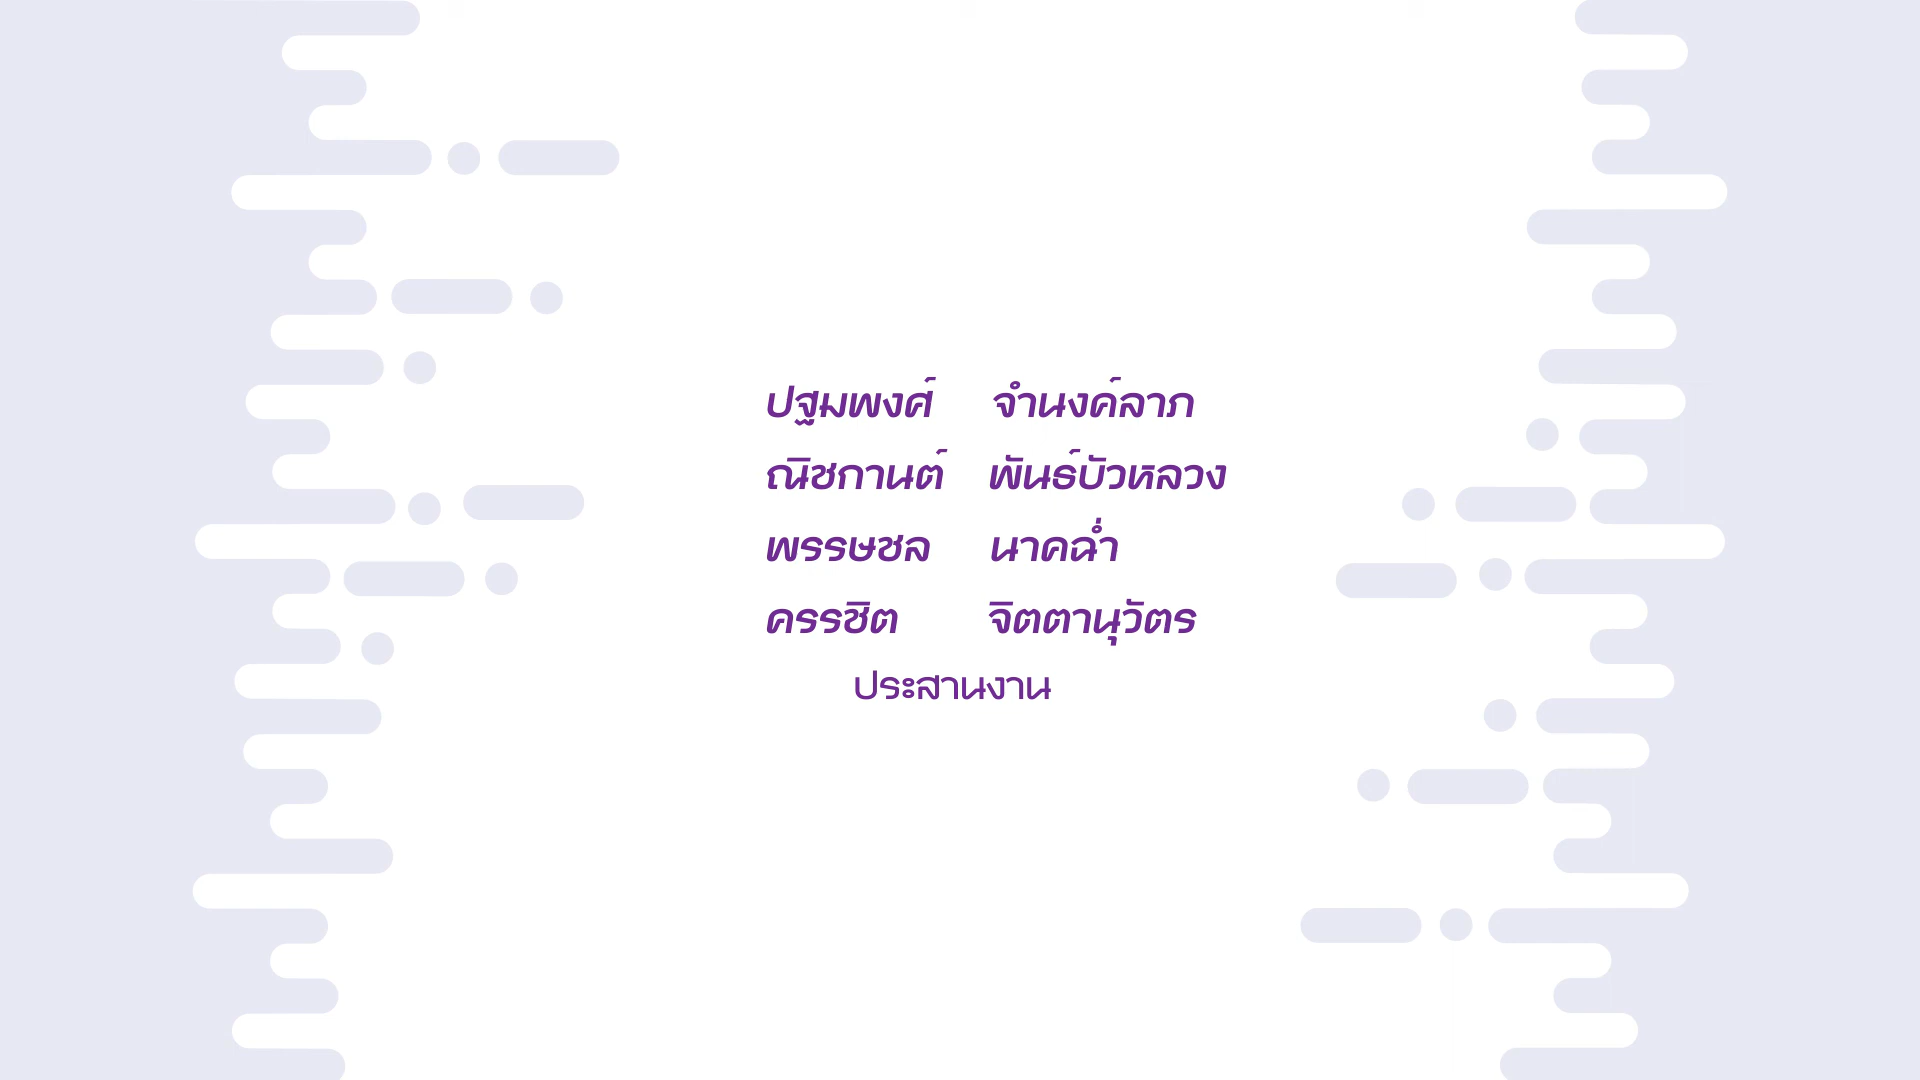 ปฐมพงศ์ จำนงค์ลาภ
ณิชกานต์ พันธ์บัวหลวง
พรรษชล นาคฉ่ำ
ครรชิต จิตตานุวัตร
ประสานงาน